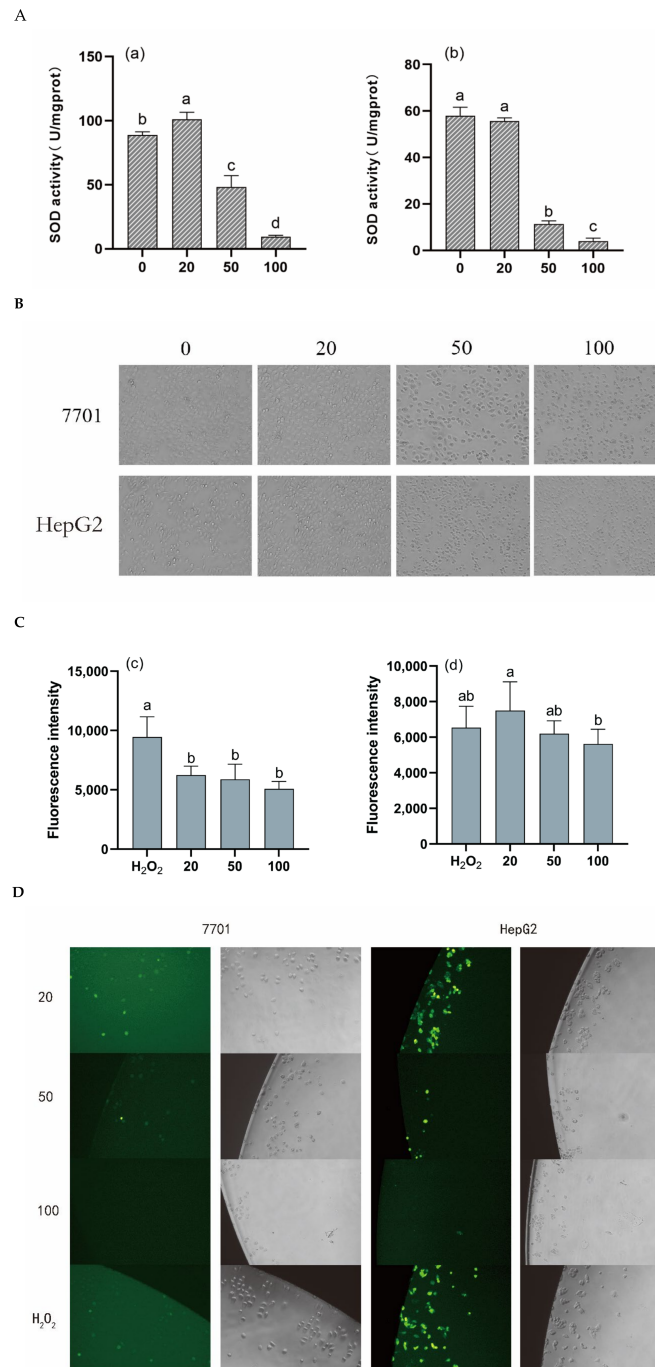 A
(a)
SOD activity( U/mgprot)
150
100
50
0
b
a
c
d
0 20 50 100
(b)
SOD activity( U/mgprot)
80
60
40
20
0
a
a
b
c
0 20 50 100
B
0 20 50 100
7701
HepG2
C
(c)
Fluorescence intensity
15,000
10,000
5,000
0
a
b
b
b
H₂O₂ 20 50 100
(d)
Fluorescence intensity
10,000
8,000
6,000
4,000
2,000
0
ab
a
ab
b
H₂O₂ 20 50 100
D
7701 HepG2
20
50
100
H₂O₂